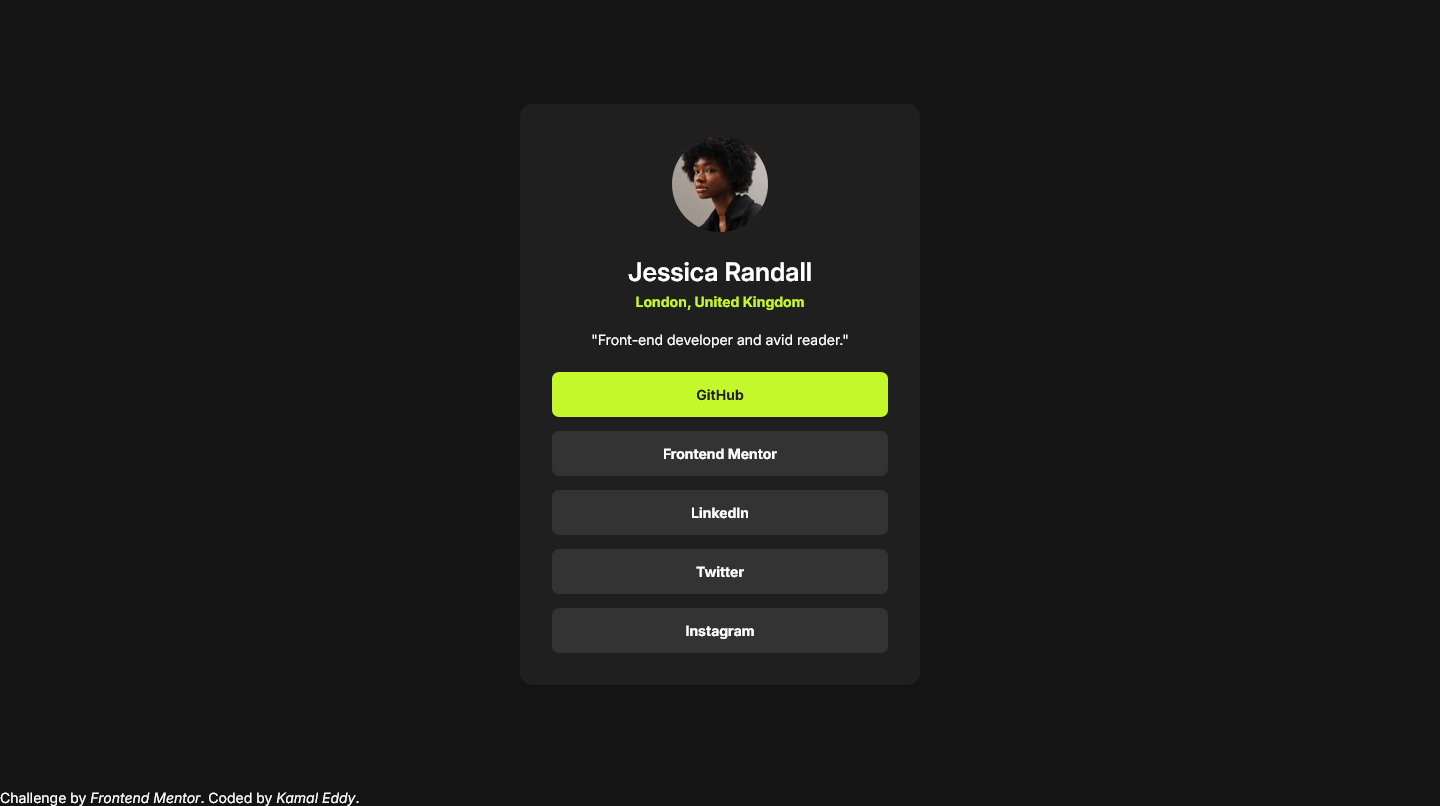 Jessica Randall
London, United Kingdom
"Front-end developer and avid reader."
GitHub
Frontend Mentor
LinkedIn
Twitter
Instagram
Challenge by Frontend Mentor. Coded by Kamal Eddy.